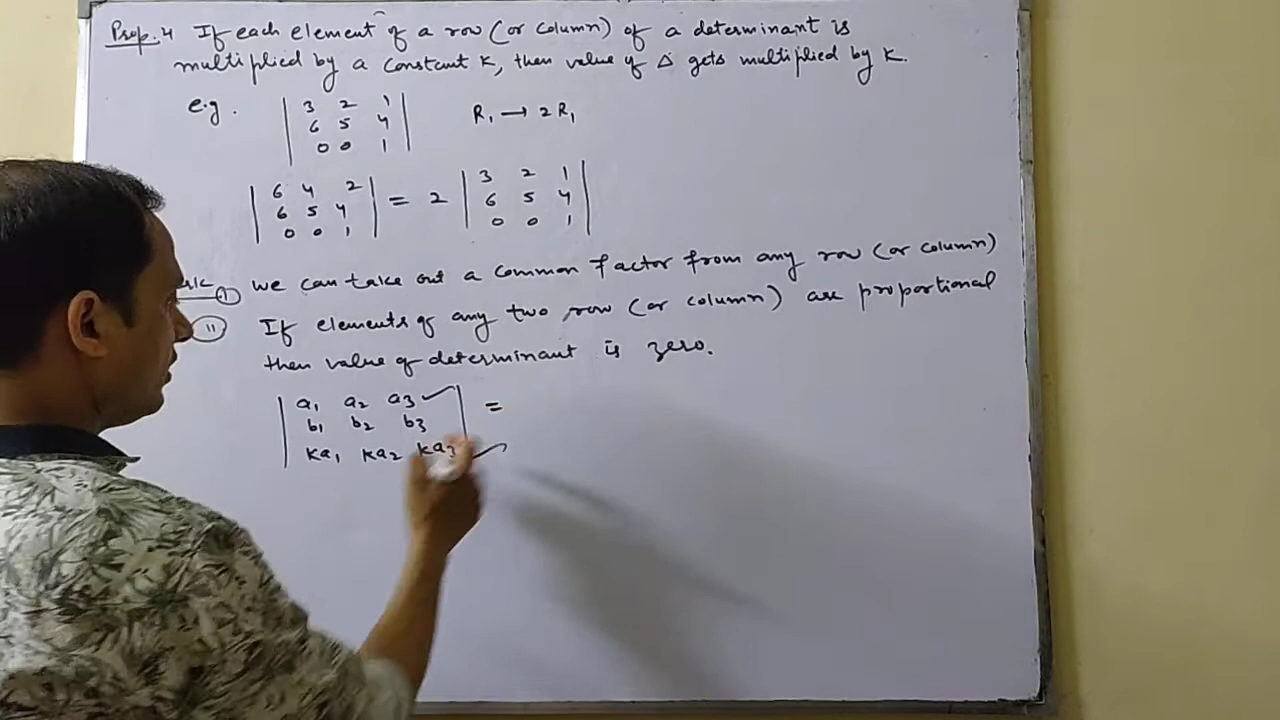 Prop. 4 If each element of a row (or column) of a determinant is
multiplied by a constant K, then value of Δ gets multiplied by K.
e.g. | 3 2 1 | R₁ → 2 R₁
| 6 5 4 |
| 0 0 1 |
| 6 4 2 | = 2 | 3 2 1 |
| 6 5 4 | | 6 5 4 |
| 0 0 1 | | 0 0 1 |
(i) we can take out a common factor from any row (or column)
(ii) If elements of any two row (or column) are proportional
then value of determinant is zero.
| a₁ a₂ a₃ | =
| b₁ b₂ b₃ |
| Ka₁ Ka₂ Ka₃ |